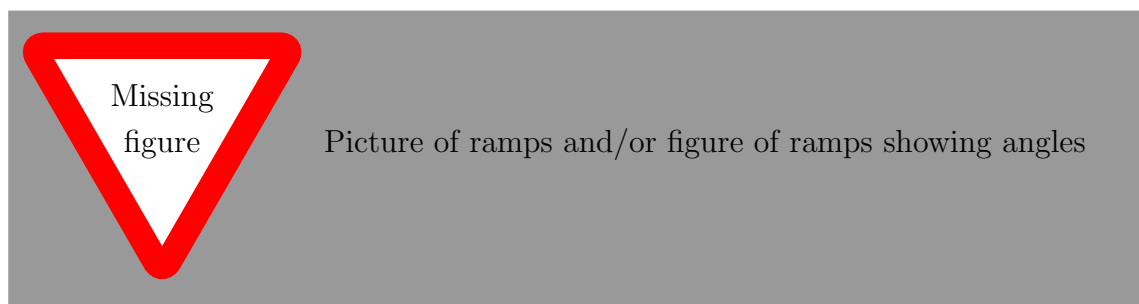 Missing
figure
Picture of ramps and/or figure of ramps showing angles